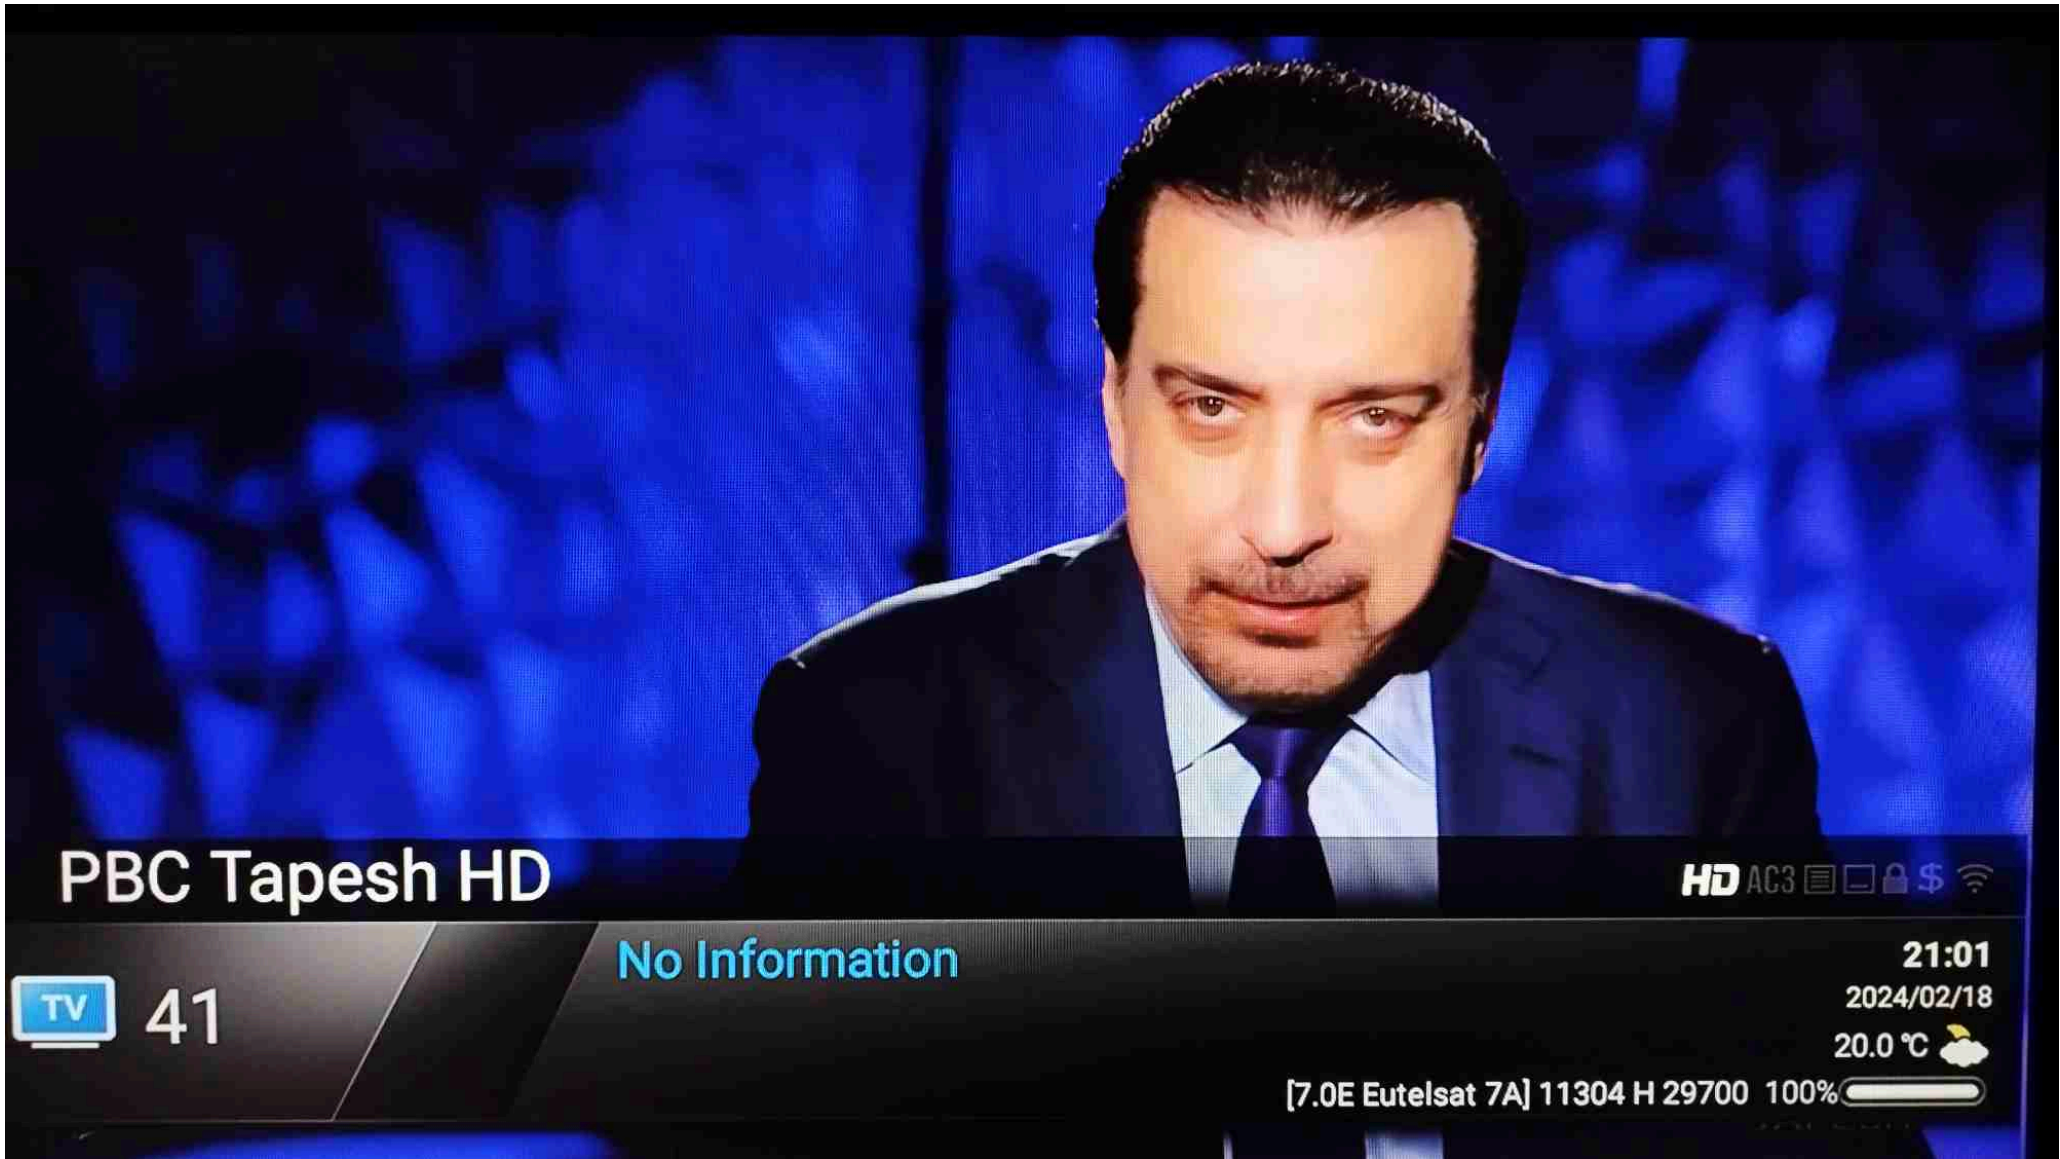 PBC Tapesh HD
HD AC3 $
TV 41
No Information
21:01
2024/02/18
20.0 °C
[7.0E Eutelsat 7A] 11304 H 29700 100%